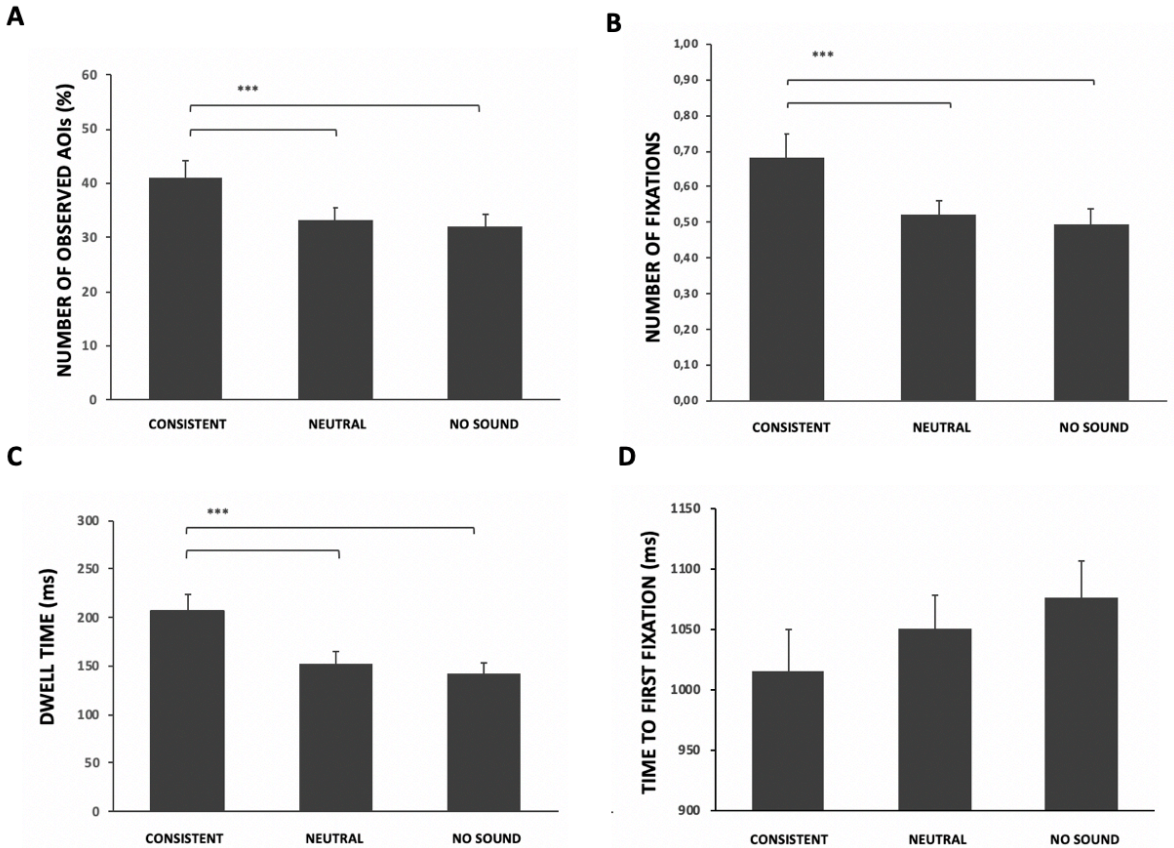 A
NUMBER OF OBSERVED AOIs (%)
60
50
40
30
20
10
0
***
CONSISTENT NEUTRAL NO SOUND
B
NUMBER OF FIXATIONS
1,00
0,90
0,80
0,70
0,60
0,50
0,40
0,30
0,20
0,10
0,00
***
CONSISTENT NEUTRAL NO SOUND
C
DWELL TIME (ms)
300
250
200
150
100
50
0
***
CONSISTENT NEUTRAL NO SOUND
D
TIME TO FIRST FIXATION (ms)
1150
1100
1050
1000
950
900
CONSISTENT NEUTRAL NO SOUND